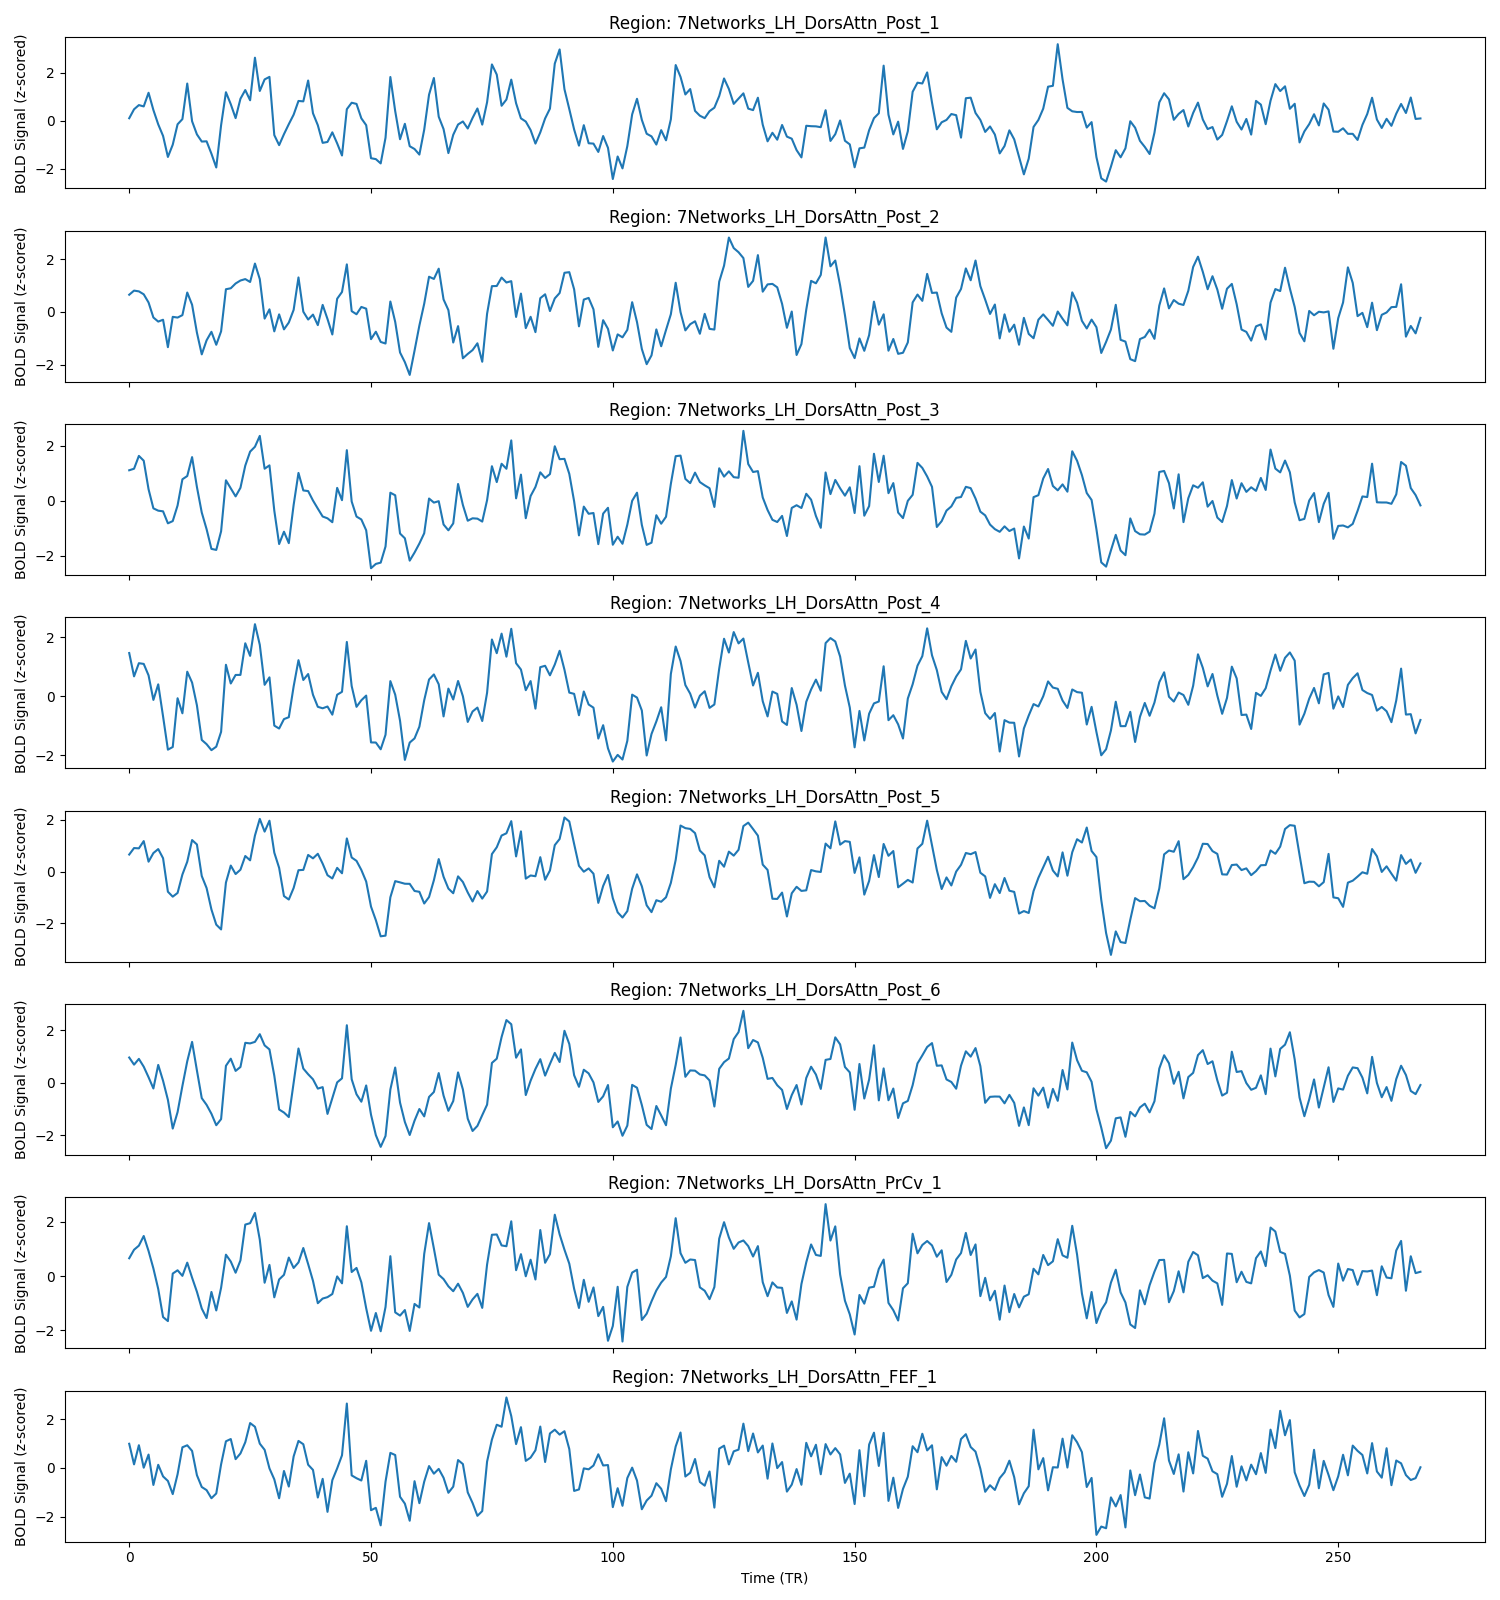 Region: 7Networks_LH_DorsAttn_Post_1
BOLD Signal (z-scored)
2
0
−2
Region: 7Networks_LH_DorsAttn_Post_2
BOLD Signal (z-scored)
2
0
−2
Region: 7Networks_LH_DorsAttn_Post_3
BOLD Signal (z-scored)
2
0
−2
Region: 7Networks_LH_DorsAttn_Post_4
BOLD Signal (z-scored)
2
0
−2
Region: 7Networks_LH_DorsAttn_Post_5
BOLD Signal (z-scored)
2
0
−2
Region: 7Networks_LH_DorsAttn_Post_6
BOLD Signal (z-scored)
2
0
−2
Region: 7Networks_LH_DorsAttn_PrCv_1
BOLD Signal (z-scored)
2
0
−2
Region: 7Networks_LH_DorsAttn_FEF_1
BOLD Signal (z-scored)
2
0
−2
0 50 100 150 200 250
Time (TR)